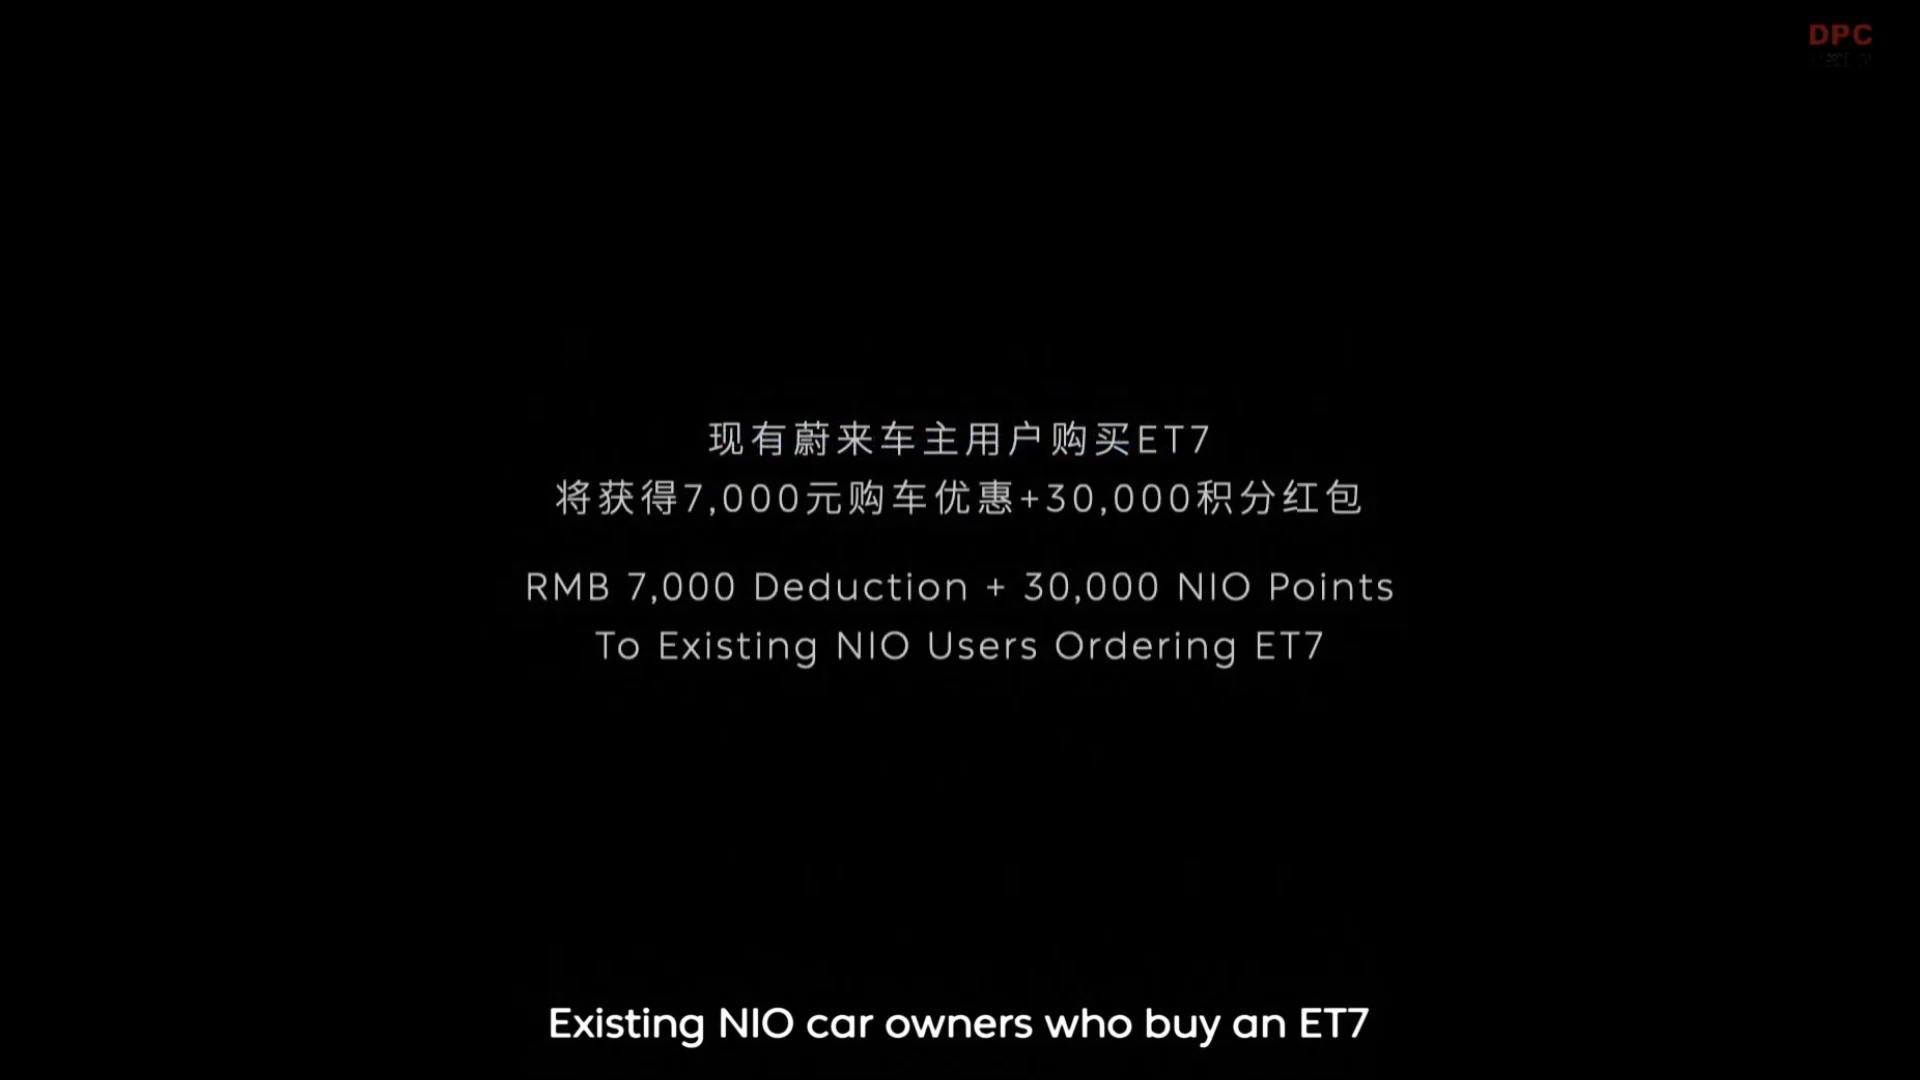 DPC
现有蔚来车主用户购买ET7
将获得7,000元购车优惠+30,000积分红包
RMB 7,000 Deduction + 30,000 NIO Points
To Existing NIO Users Ordering ET7
Existing NIO car owners who buy an ET7